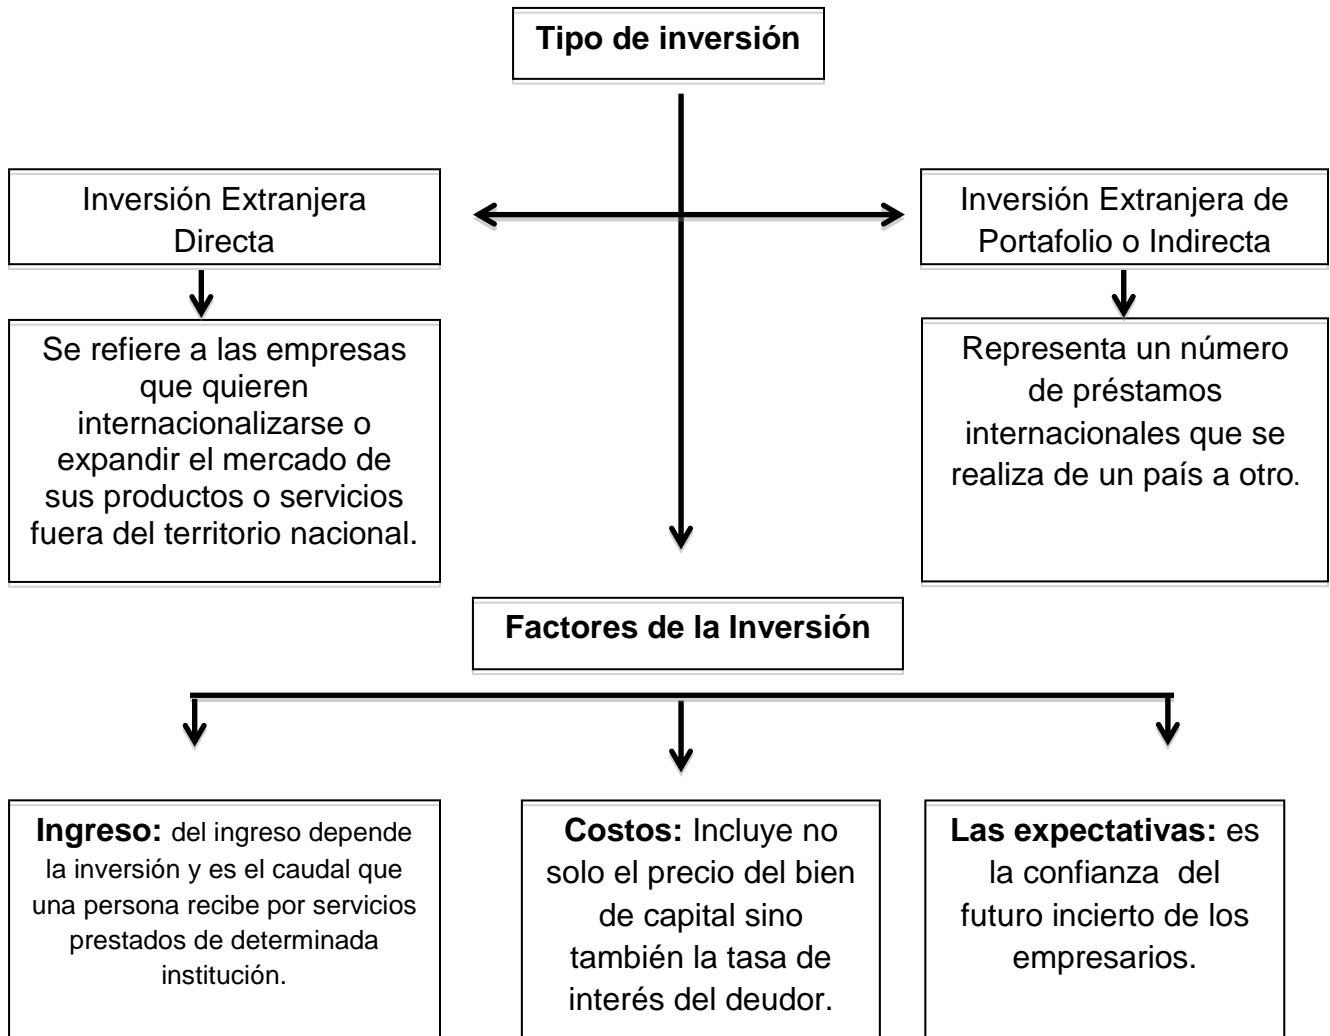 Tipo de inversión
Inversión Extranjera
Directa
Inversión Extranjera de
Portafolio o Indirecta
Se refiere a las empresas
que quieren
internacionalizarse o
expandir el mercado de
sus productos o servicios
fuera del territorio nacional.
Representa un número
de préstamos
internacionales que se
realiza de un país a otro.
Factores de la Inversión
Ingreso: del ingreso depende
la inversión y es el caudal que
una persona recibe por servicios
prestados de determinada
institución.
Costos: Incluye no
solo el precio del bien
de capital sino
también la tasa de
interés del deudor.
Las expectativas: es
la confianza del
futuro incierto de los
empresarios.